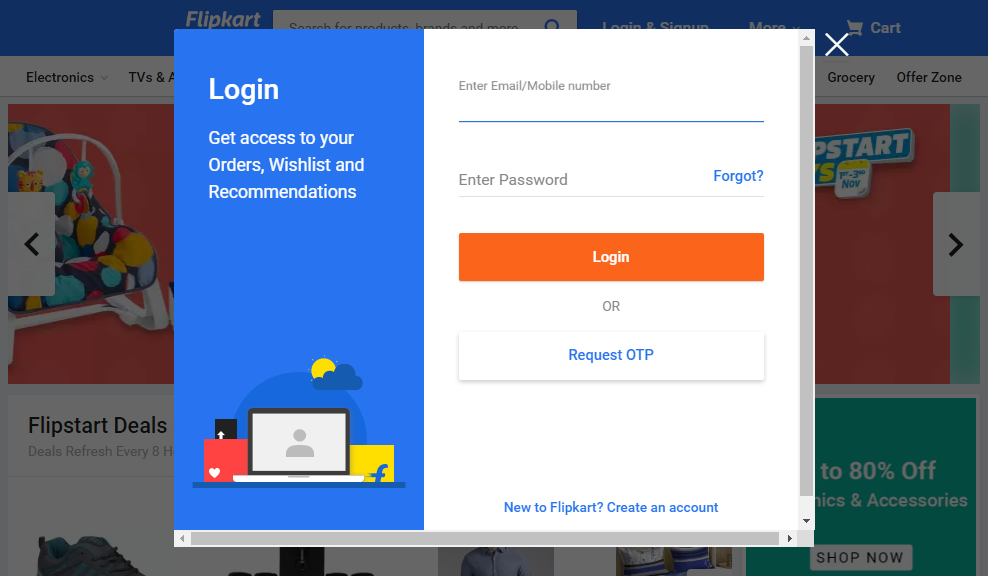 Flipkart
Search for products, brands and more
Login & Signup
More
Cart
Electronics
TVs & A
Grocery
Offer Zone
Login
Get access to your
Orders, Wishlist and
Recommendations
Enter Email/Mobile number
Enter Password
Forgot?
Login
OR
Request OTP
New to Flipkart? Create an account
PSTART
1ST-3RD
Nov
Flipstart Deals
Deals Refresh Every 8 H
to 80% Off
nics & Accessories
SHOP NOW